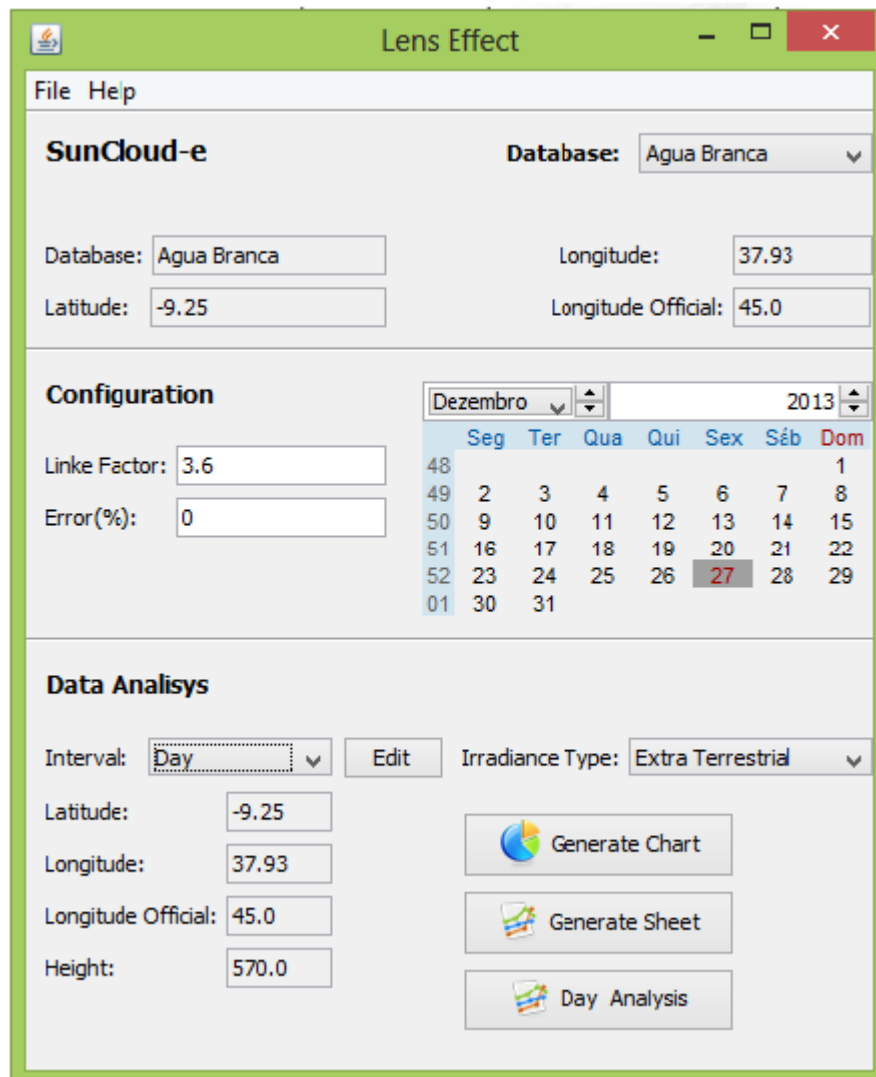 Lens Effect
File Help
SunCloud-e
Database: Agua Branca
Database: Agua Branca
Longitude: 37.93
Latitude: -9.25
Longitude Official: 45.0
Configuration
Dezembro 2013
Seg Ter Qua Qui Sex Sáb Dom
48 1
49 2 3 4 5 6 7 8
50 9 10 11 12 13 14 15
51 16 17 18 19 20 21 22
52 23 24 25 26 27 28 29
01 30 31
Linke Factor: 3.6
Error(%): 0
Data Analisys
Interval: Day Edit Irradiance Type: Extra Terrestrial
Latitude: -9.25
Longitude: 37.93
Longitude Official: 45.0
Height: 570.0
Generate Chart
Generate Sheet
Day Analysis